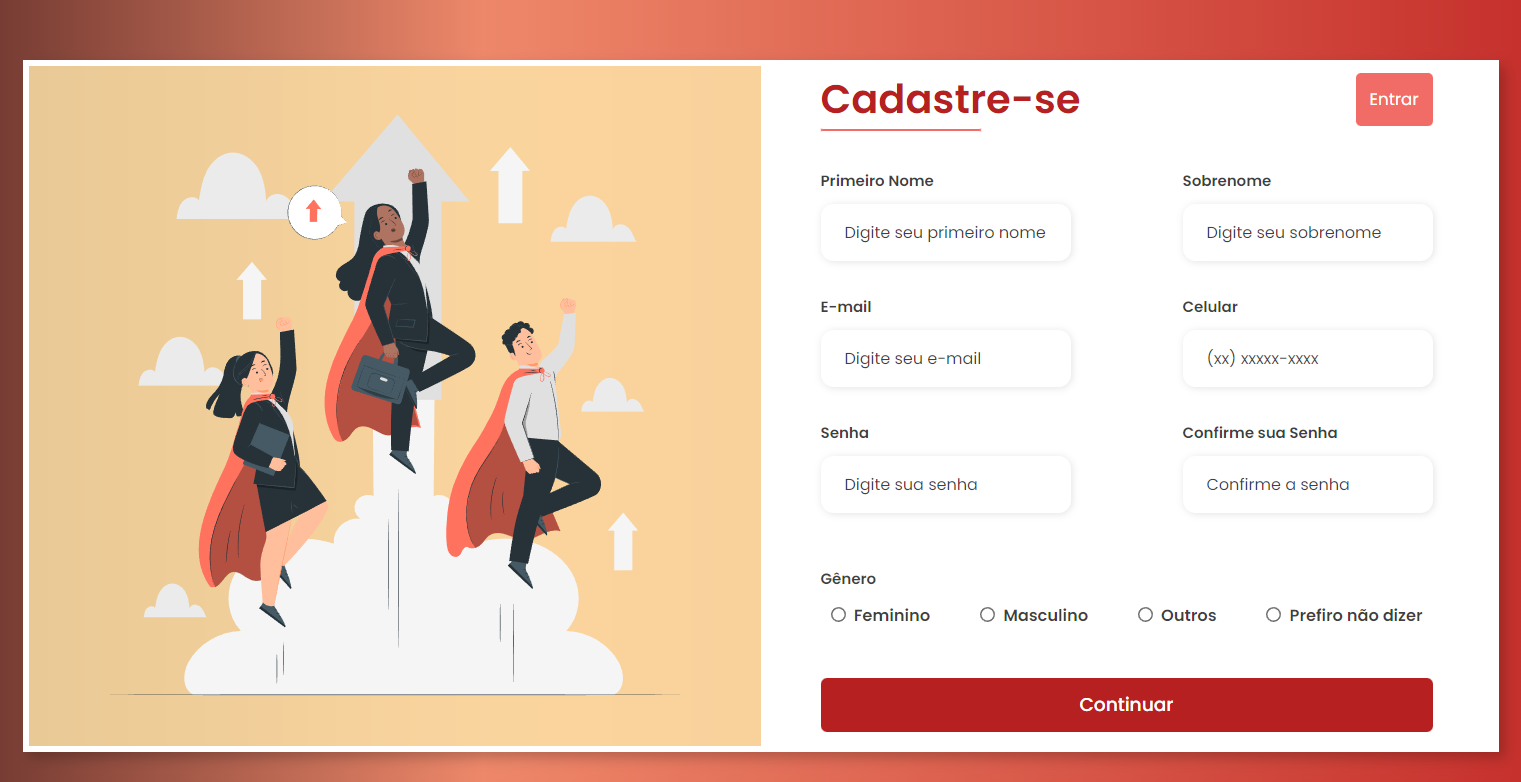 Cadastre-se
Entrar
Primeiro Nome
Sobrenome
Digite seu primeiro nome
Digite seu sobrenome
E-mail
Celular
Digite seu e-mail
(xx) xxxxx-xxxx
Senha
Confirme sua Senha
Digite sua senha
Confirme a senha
Gênero
Feminino
Masculino
Outros
Prefiro não dizer
Continuar